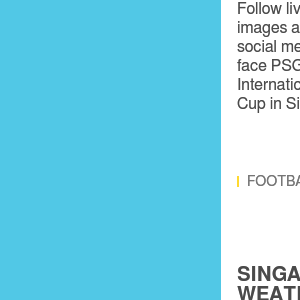 Follow liv
images a
social me
face PSG
Internatio
Cup in Si
FOOTBA
SINGA
WEATH